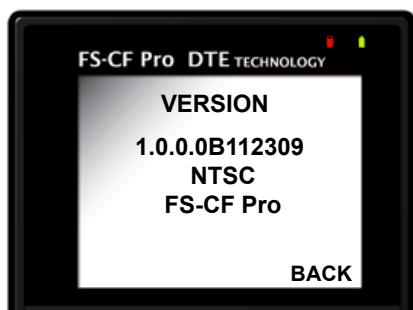 FS-CF Pro DTE TECHNOLOGY
VERSION
1.0.0.0B112309
NTSC
FS-CF Pro
BACK